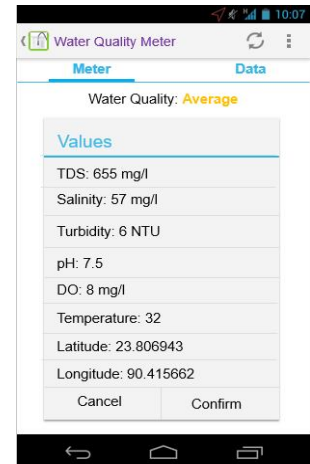 10:07
Water Quality Meter
Meter Data
Water Quality: Average
Values
TDS: 655 mg/l
Salinity: 57 mg/l
Turbidity: 6 NTU
pH: 7.5
DO: 8 mg/l
Temperature: 32
Latitude: 23.806943
Longitude: 90.415662
Cancel Confirm